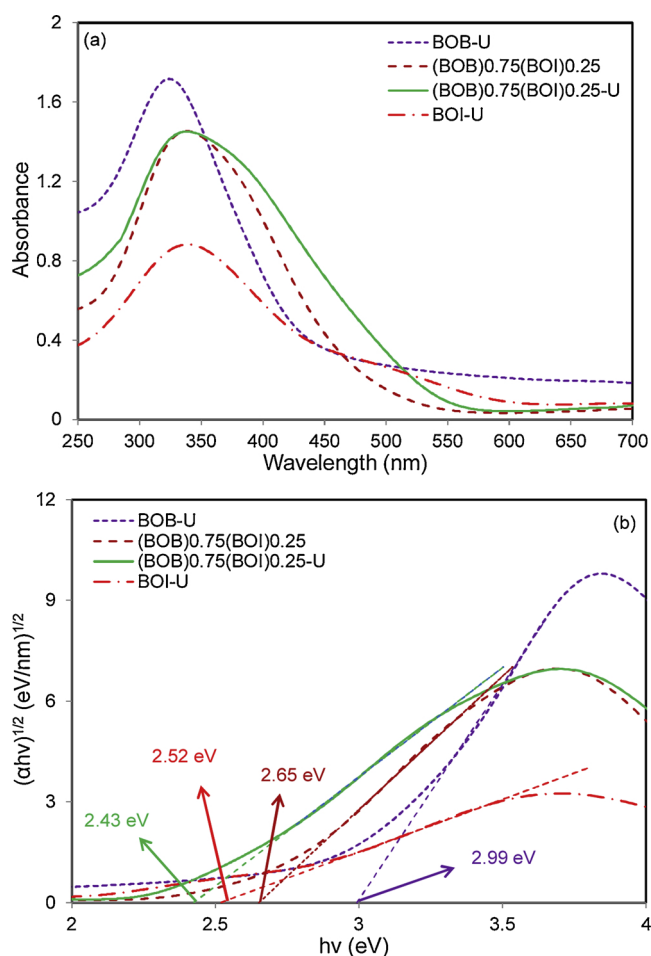 (a)
BOB-U
(BOB)0.75(BOI)0.25
(BOB)0.75(BOI)0.25-U
BOI-U
2
1.6
1.2
0.8
0.4
0
Absorbance
250 300 350 400 450 500 550 600 650 700
Wavelength (nm)
(b)
BOB-U
(BOB)0.75(BOI)0.25
(BOB)0.75(BOI)0.25-U
BOI-U
12
9
6
3
0
(αhv)1/2 (eV/nm)1/2
2.52 eV
2.65 eV
2.43 eV
2.99 eV
2 2.5 3 3.5 4
hv (eV)